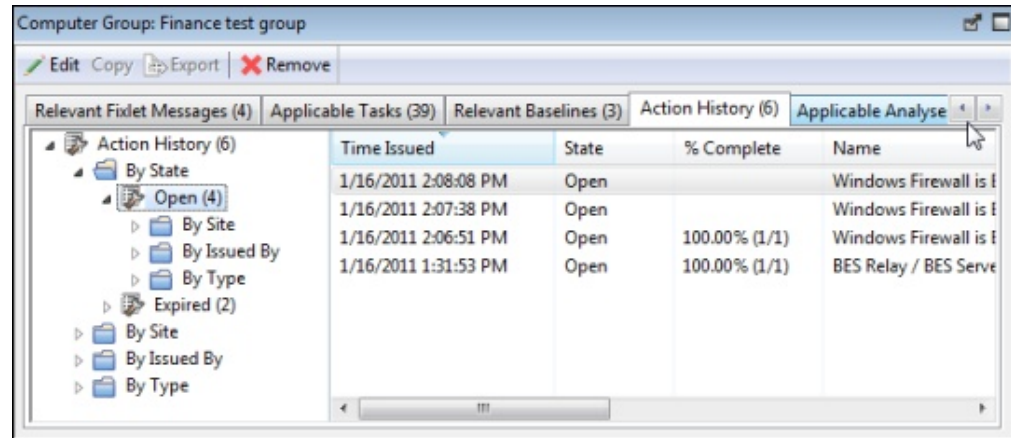 Computer Group: Finance test group
Edit Copy Export Remove
Relevant Fixlet Messages (4) Applicable Tasks (39) Relevant Baselines (3) Action History (6) Applicable Analyse
Action History (6)
By State
Open (4)
By Site
By Issued By
By Type
Expired (2)
By Site
By Issued By
By Type
Time Issued State % Complete Name
1/16/2011 2:08:08 PM Open Windows Firewall is
1/16/2011 2:07:38 PM Open Windows Firewall is
1/16/2011 2:06:51 PM Open 100.00% (1/1) Windows Firewall is
1/16/2011 1:31:53 PM Open 100.00% (1/1) BES Relay / BES Serve